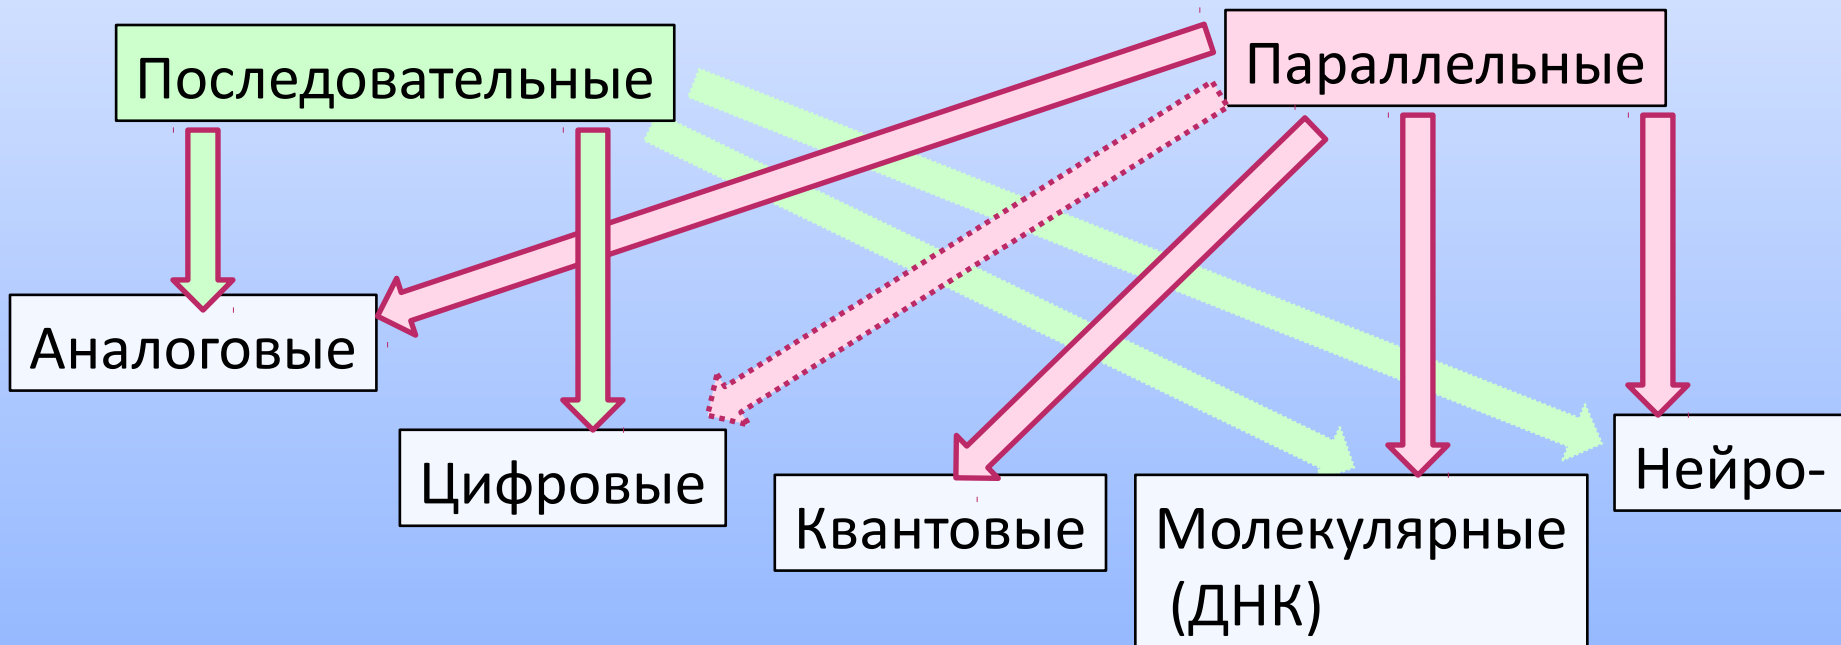 Последовательные
Параллельные
Аналоговые
Цифровые
Квантовые
Молекулярные
(ДНК)
Нейро-